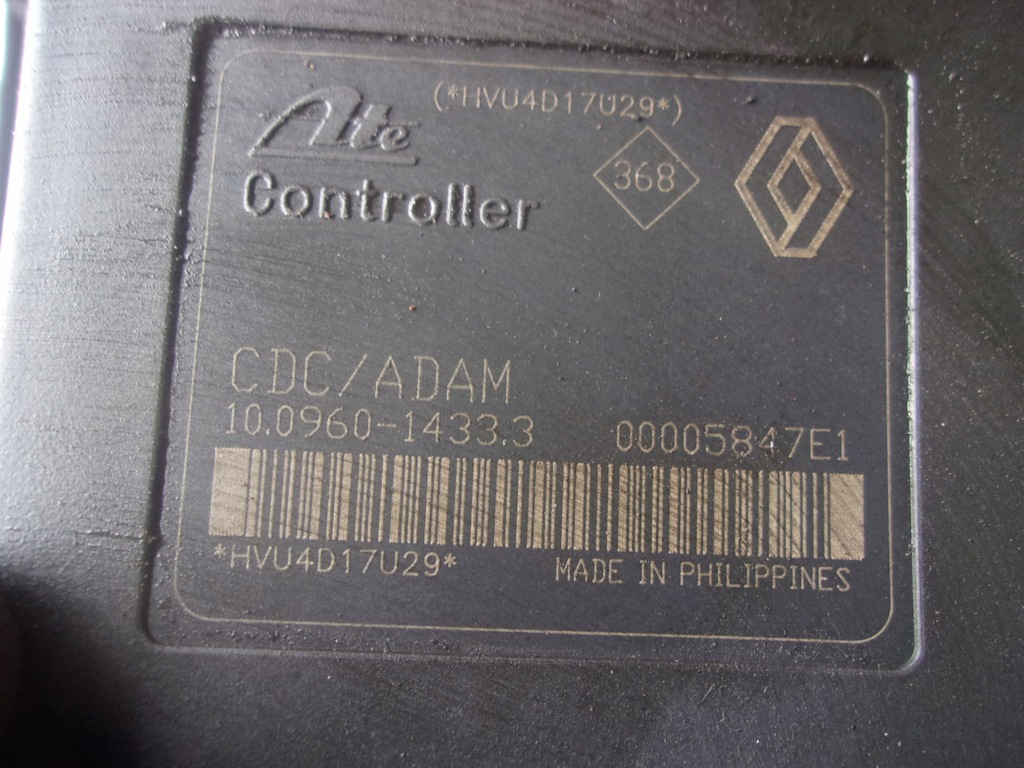 (*HVU4D17U29*)
Ate
Controller
368
CDC/ADAM
10.0960-1433.3 00005847E1
*HVU4D17U29* MADE IN PHILIPPINES